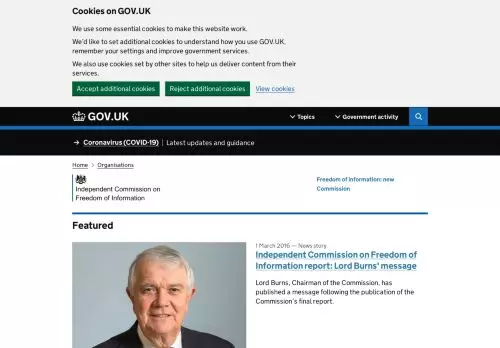 Cookies on GOV.UK
We use some essential cookies to make this website work.
We'd like to set additional cookies to understand how you use GOV.UK,
remember your settings and improve government services.
We also use cookies set by other sites to help us deliver content from their
services.
Accept additional cookies
Reject additional cookies
View cookies
GOV.UK
Topics
Government activity
→ Coronavirus (COVID-19) | Latest updates and guidance
Home > Organisations
Independent Commission on
Freedom of Information
Freedom of information: new
Commission
Featured
1 March 2016 — News story
Independent Commission on Freedom of
Information report: Lord Burns' message
Lord Burns, Chairman of the Commission, has
published a message following the publication of the
Commission's final report.